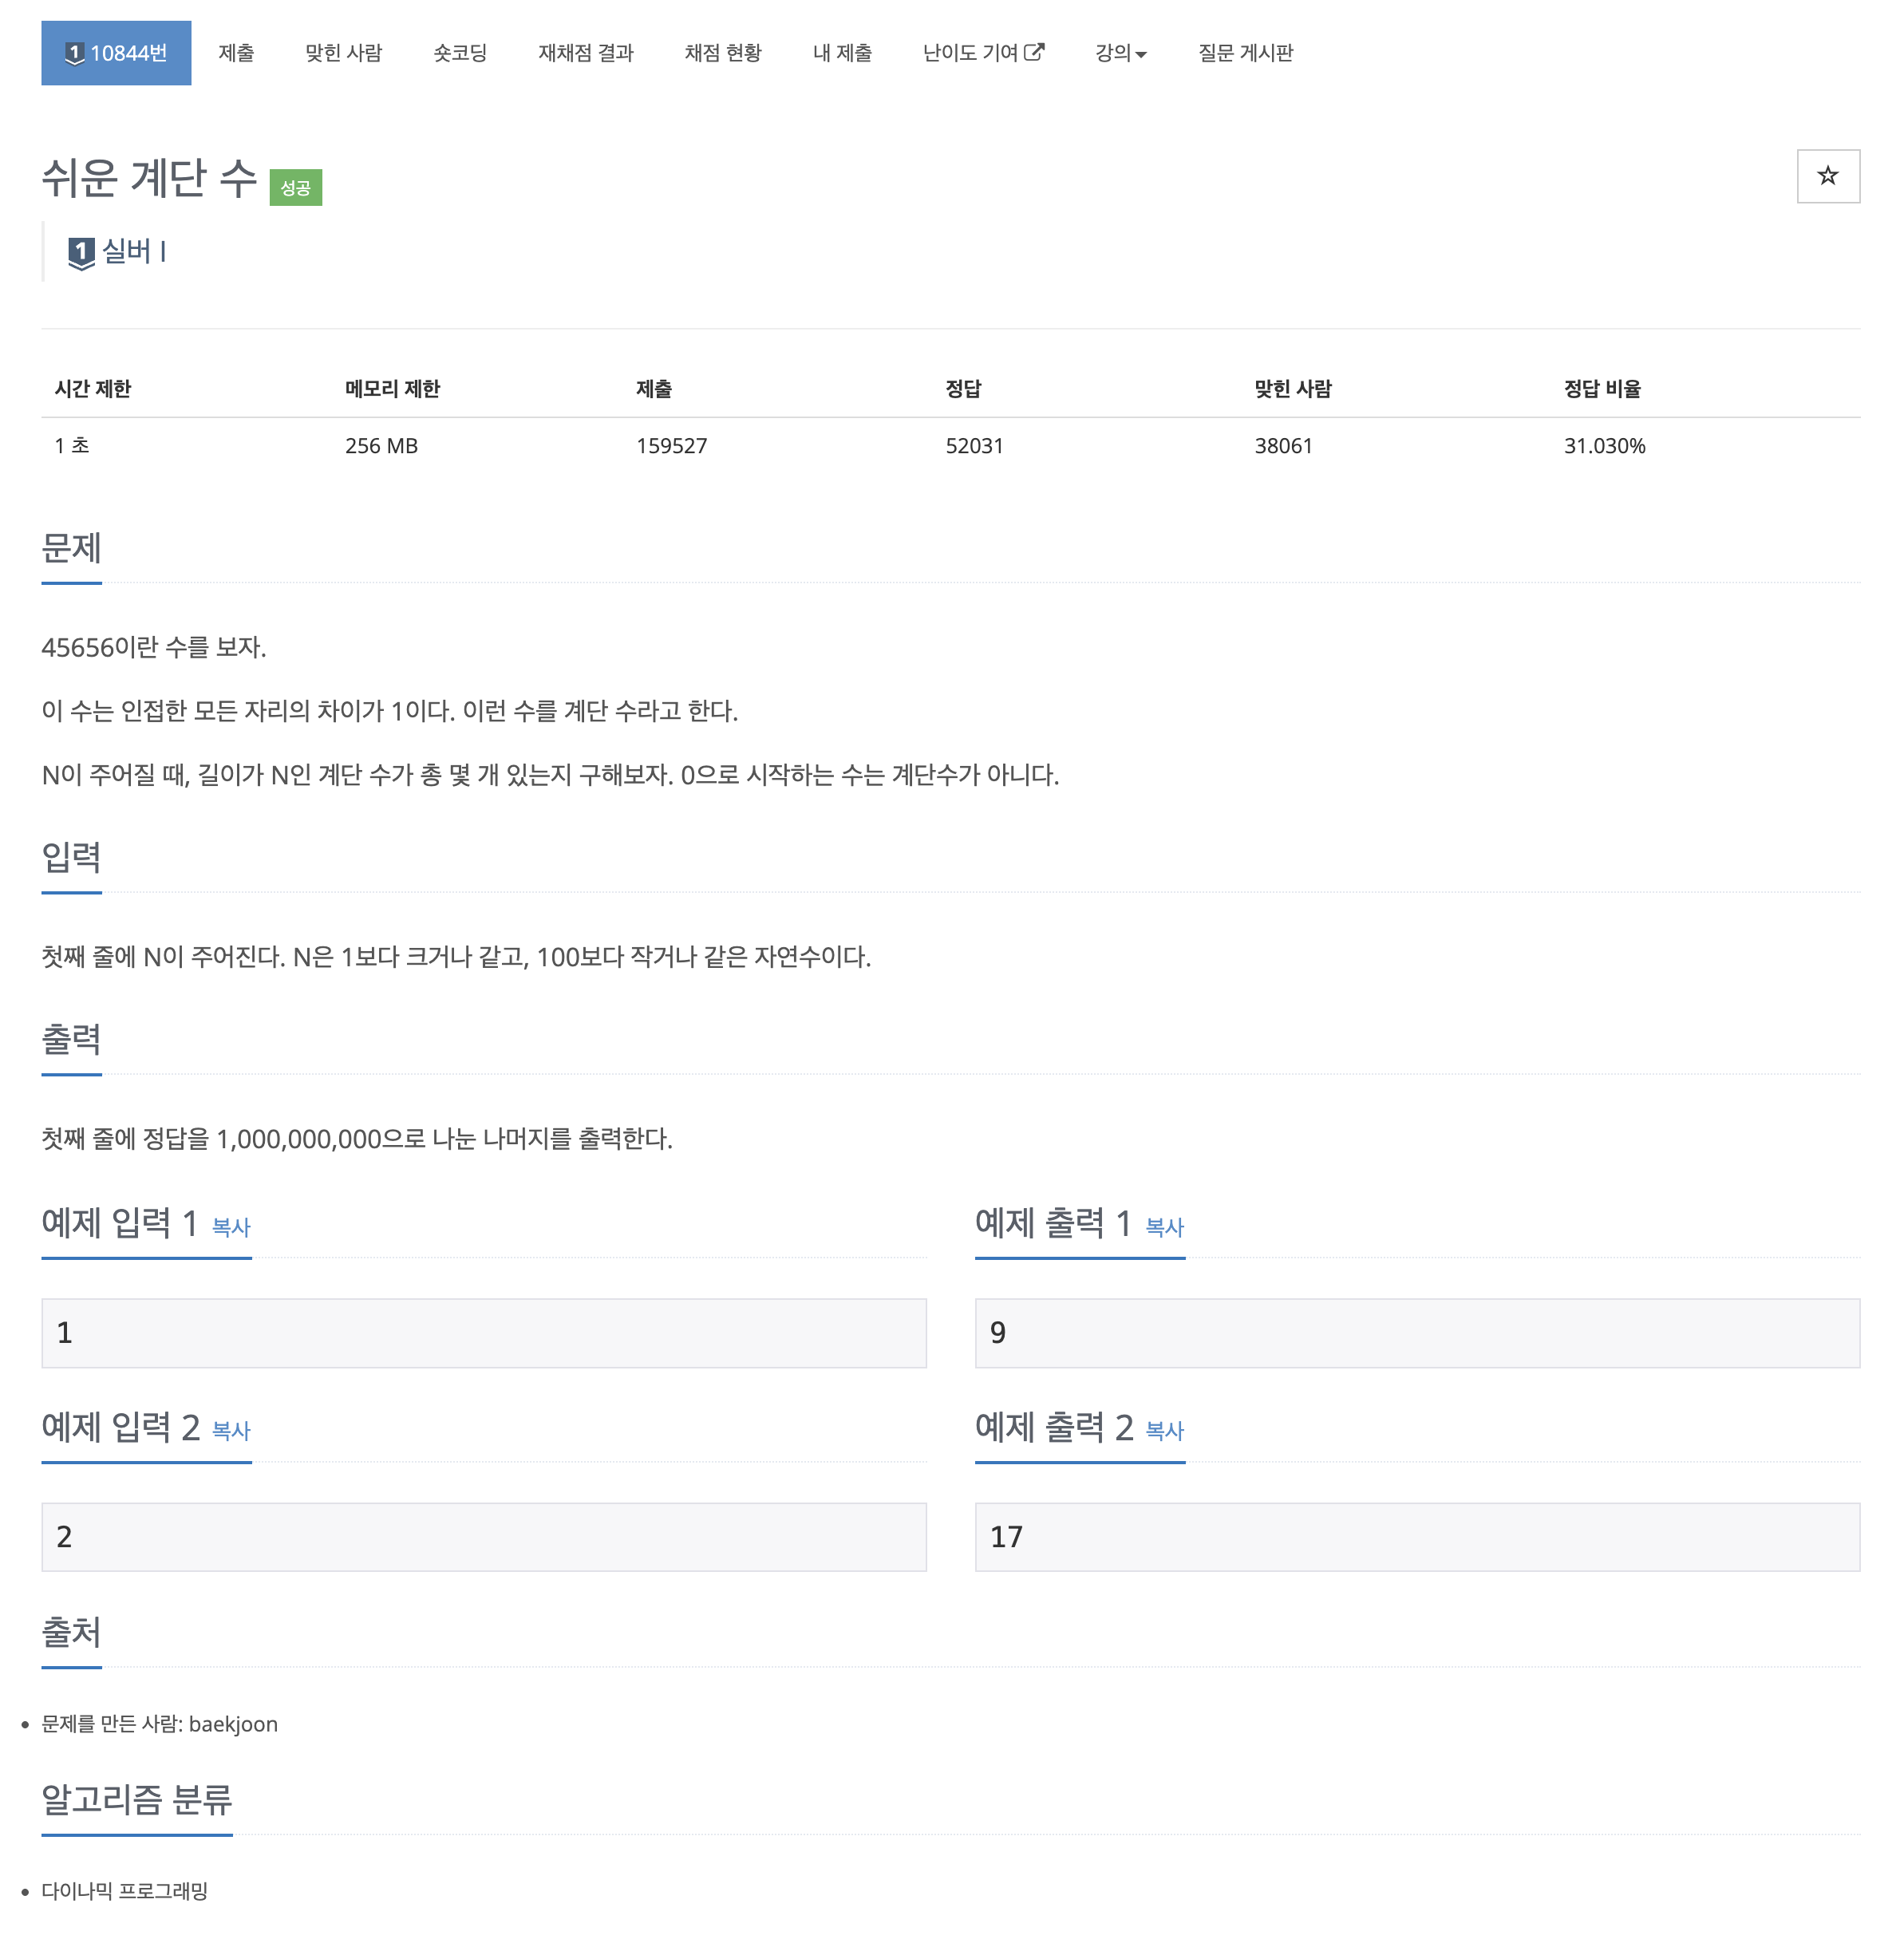 1 10844번 제출 맞힌 사람 숏코딩 재채점 결과 채점 현황 내 제출 난이도 기여 강의 질문 게시판
쉬운 계단 수 성공
1 실버 I
시간 제한 메모리 제한 제출 정답 맞힌 사람 정답 비율
1 초 256 MB 159527 52031 38061 31.030%
문제
45656이란 수를 보자.
이 수는 인접한 모든 자리의 차이가 1이다. 이런 수를 계단 수라고 한다.
N이 주어질 때, 길이가 N인 계단 수가 총 몇 개 있는지 구해보자. 0으로 시작하는 수는 계단수가 아니다.
입력
첫째 줄에 N이 주어진다. N은 1보다 크거나 같고, 100보다 작거나 같은 자연수이다.
출력
첫째 줄에 정답을 1,000,000,000으로 나눈 나머지를 출력한다.
예제 입력 1 복사
1
예제 출력 1 복사
9
예제 입력 2 복사
2
예제 출력 2 복사
17
출처
• 문제를 만든 사람: baekjoon
알고리즘 분류
• 다이나믹 프로그래밍